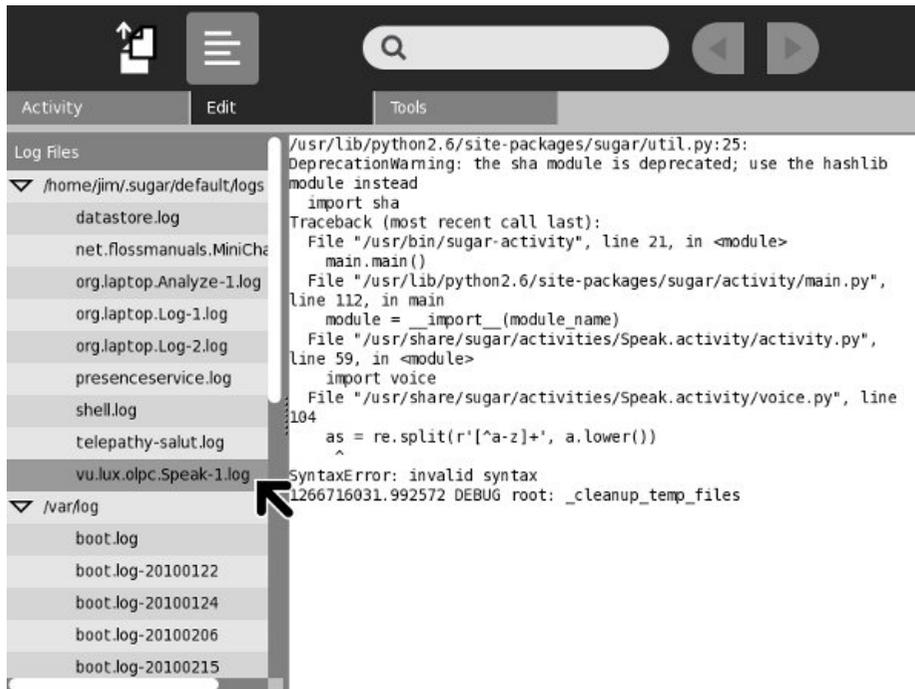 Activity
Edit
Tools
Log Files
/home/jim/.sugar/default/logs
datastore.log
net.flossmanuals.MiniCha
org.laptop.Analyze-1.log
org.laptop.Log-1.log
org.laptop.Log-2.log
presenceservice.log
shell.log
telepathy-salut.log
vu.lux.olpc.Speak-1.log
/var/log
boot.log
boot.log-20100122
boot.log-20100124
boot.log-20100206
boot.log-20100215
/usr/lib/python2.6/site-packages/sugar/util.py:25:
DeprecationWarning: the sha module is deprecated; use the hashlib
module instead
  import sha
Traceback (most recent call last):
  File "/usr/bin/sugar-activity", line 21, in <module>
    main.main()
  File "/usr/lib/python2.6/site-packages/sugar/activity/main.py",
line 112, in main
    module = __import__(module_name)
  File "/usr/share/sugar/activities/Speak.activity/activity.py",
line 59, in <module>
    import voice
  File "/usr/share/sugar/activities/Speak.activity/voice.py", line
104
    as = re.split(r'[^a-z]+', a.lower())
     ^
SyntaxError: invalid syntax
1266716031.992572 DEBUG root: _cleanup_temp_files